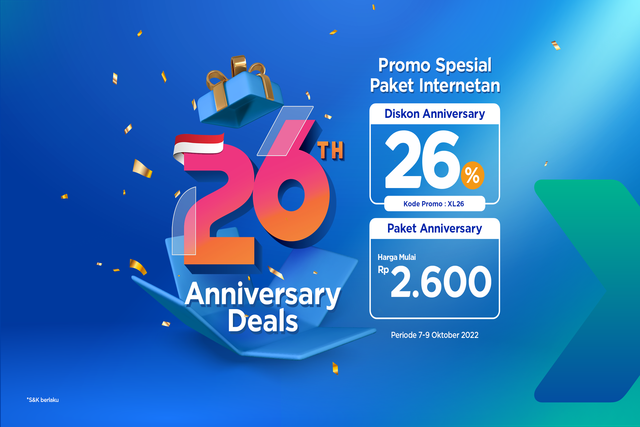 26TH
Anniversary
Deals
Promo Spesial
Paket Internetan
Diskon Anniversary
26%
Kode Promo : XL26
Paket Anniversary
Harga Mulai
Rp 2.600
Periode 7-9 Oktober 2022
*S&K berlaku